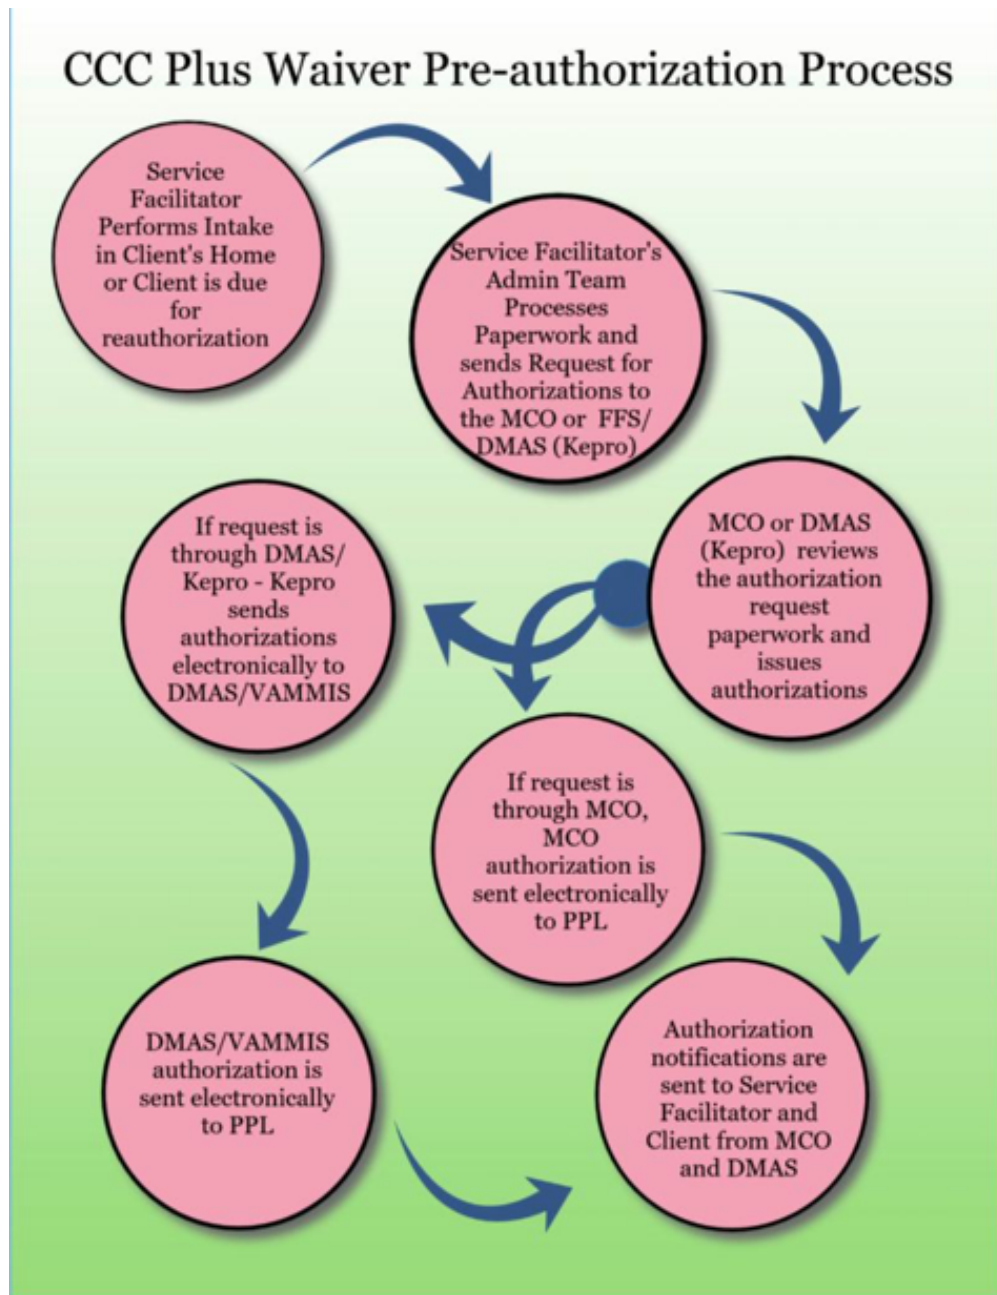 CCC Plus Waiver Pre-authorization Process
Service
Facilitator
Performs Intake
in Client's Home
or Client is due
for
reauthorization
Service Facilitator's
Admin Team
Processes
Paperwork and
sends Request for
Authorizations to
the MCO or FFS/
DMAS (Kepro)
MCO or DMAS
(Kepro) reviews
the authorization
request
paperwork and
issues
authorizations
If request is
through DMAS/
Kepro - Kepro
sends
authorizations
electronically to
DMAS/VAMMIS
If request is
through MCO,
MCO
authorization is
sent electronically
to PPL
DMAS/VAMMIS
authorization is
sent electronically
to PPL
Authorization
notifications are
sent to Service
Facilitator and
Client from MCO
and DMAS